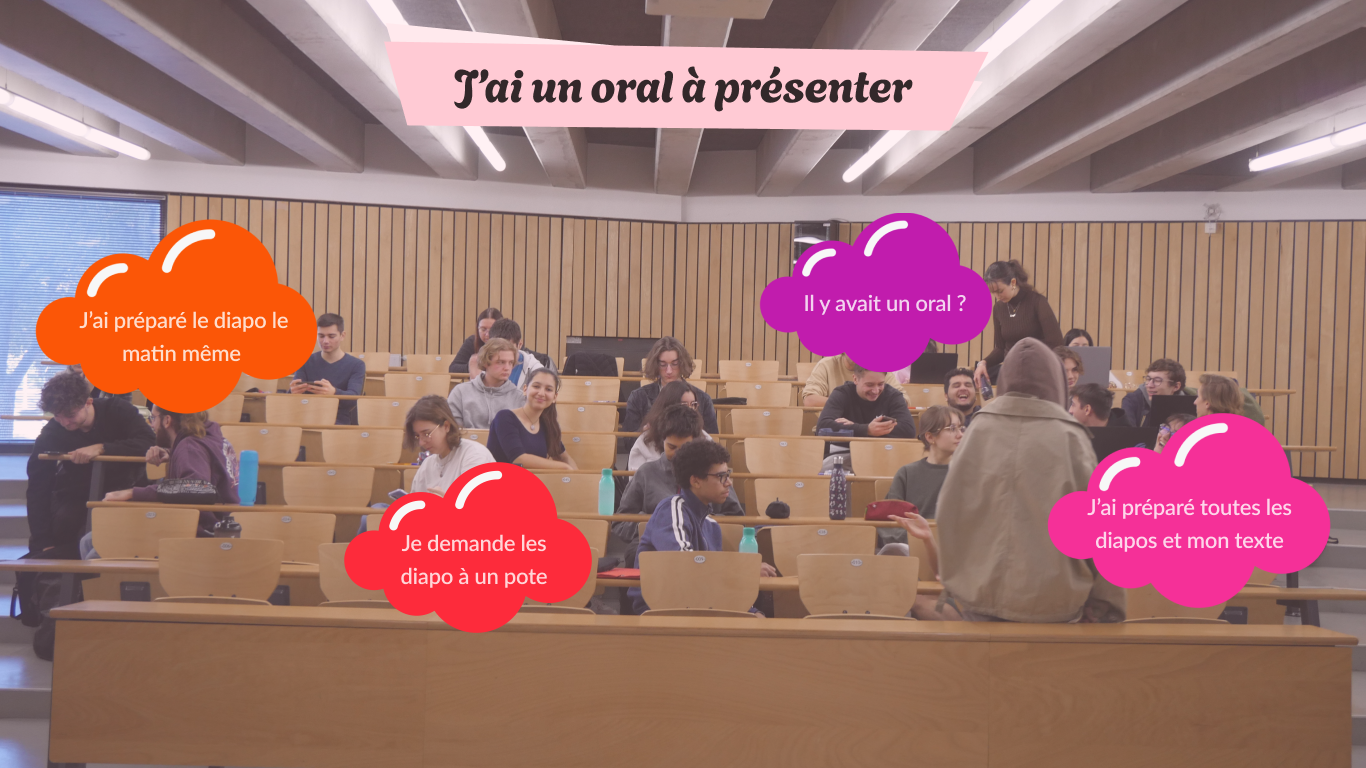 J'ai un oral à présenter
Il y avait un oral ?
J'ai préparé le diapo le
matin même
J'ai préparé toutes les
diapos et mon texte
Je demande les
diapo à un pote